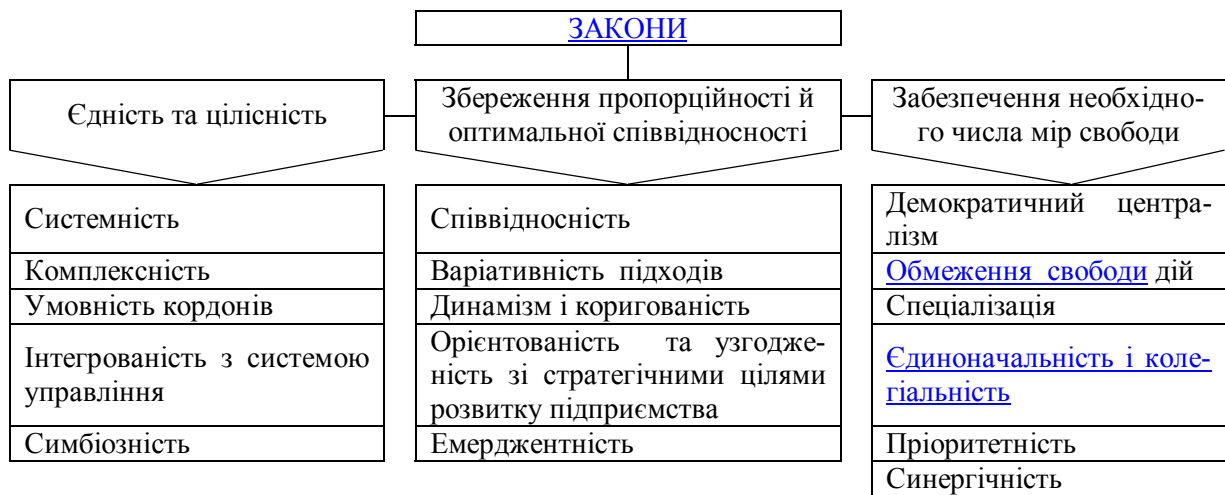 ЗАКОНИ
Єдність та цілісність
Збереження пропорційності й
оптимальної співвідносності
Забезпечення необхідно-
го числа мір свободи
Системність
Комплексність
Умовність кордонів
Інтегрованість з системою
управління
Симбіозність
Співвідносність
Варіативність підходів
Динамізм і коригованість
Орієнтованість та узгодже-
ність зі стратегічними цілями
розвитку підприємства
Емерджентність
Демократичний центра-
лізм
Обмеження свободи дій
Спеціалізація
Єдиноначальність і коле-
гіальність
Пріоритетність
Синергічність